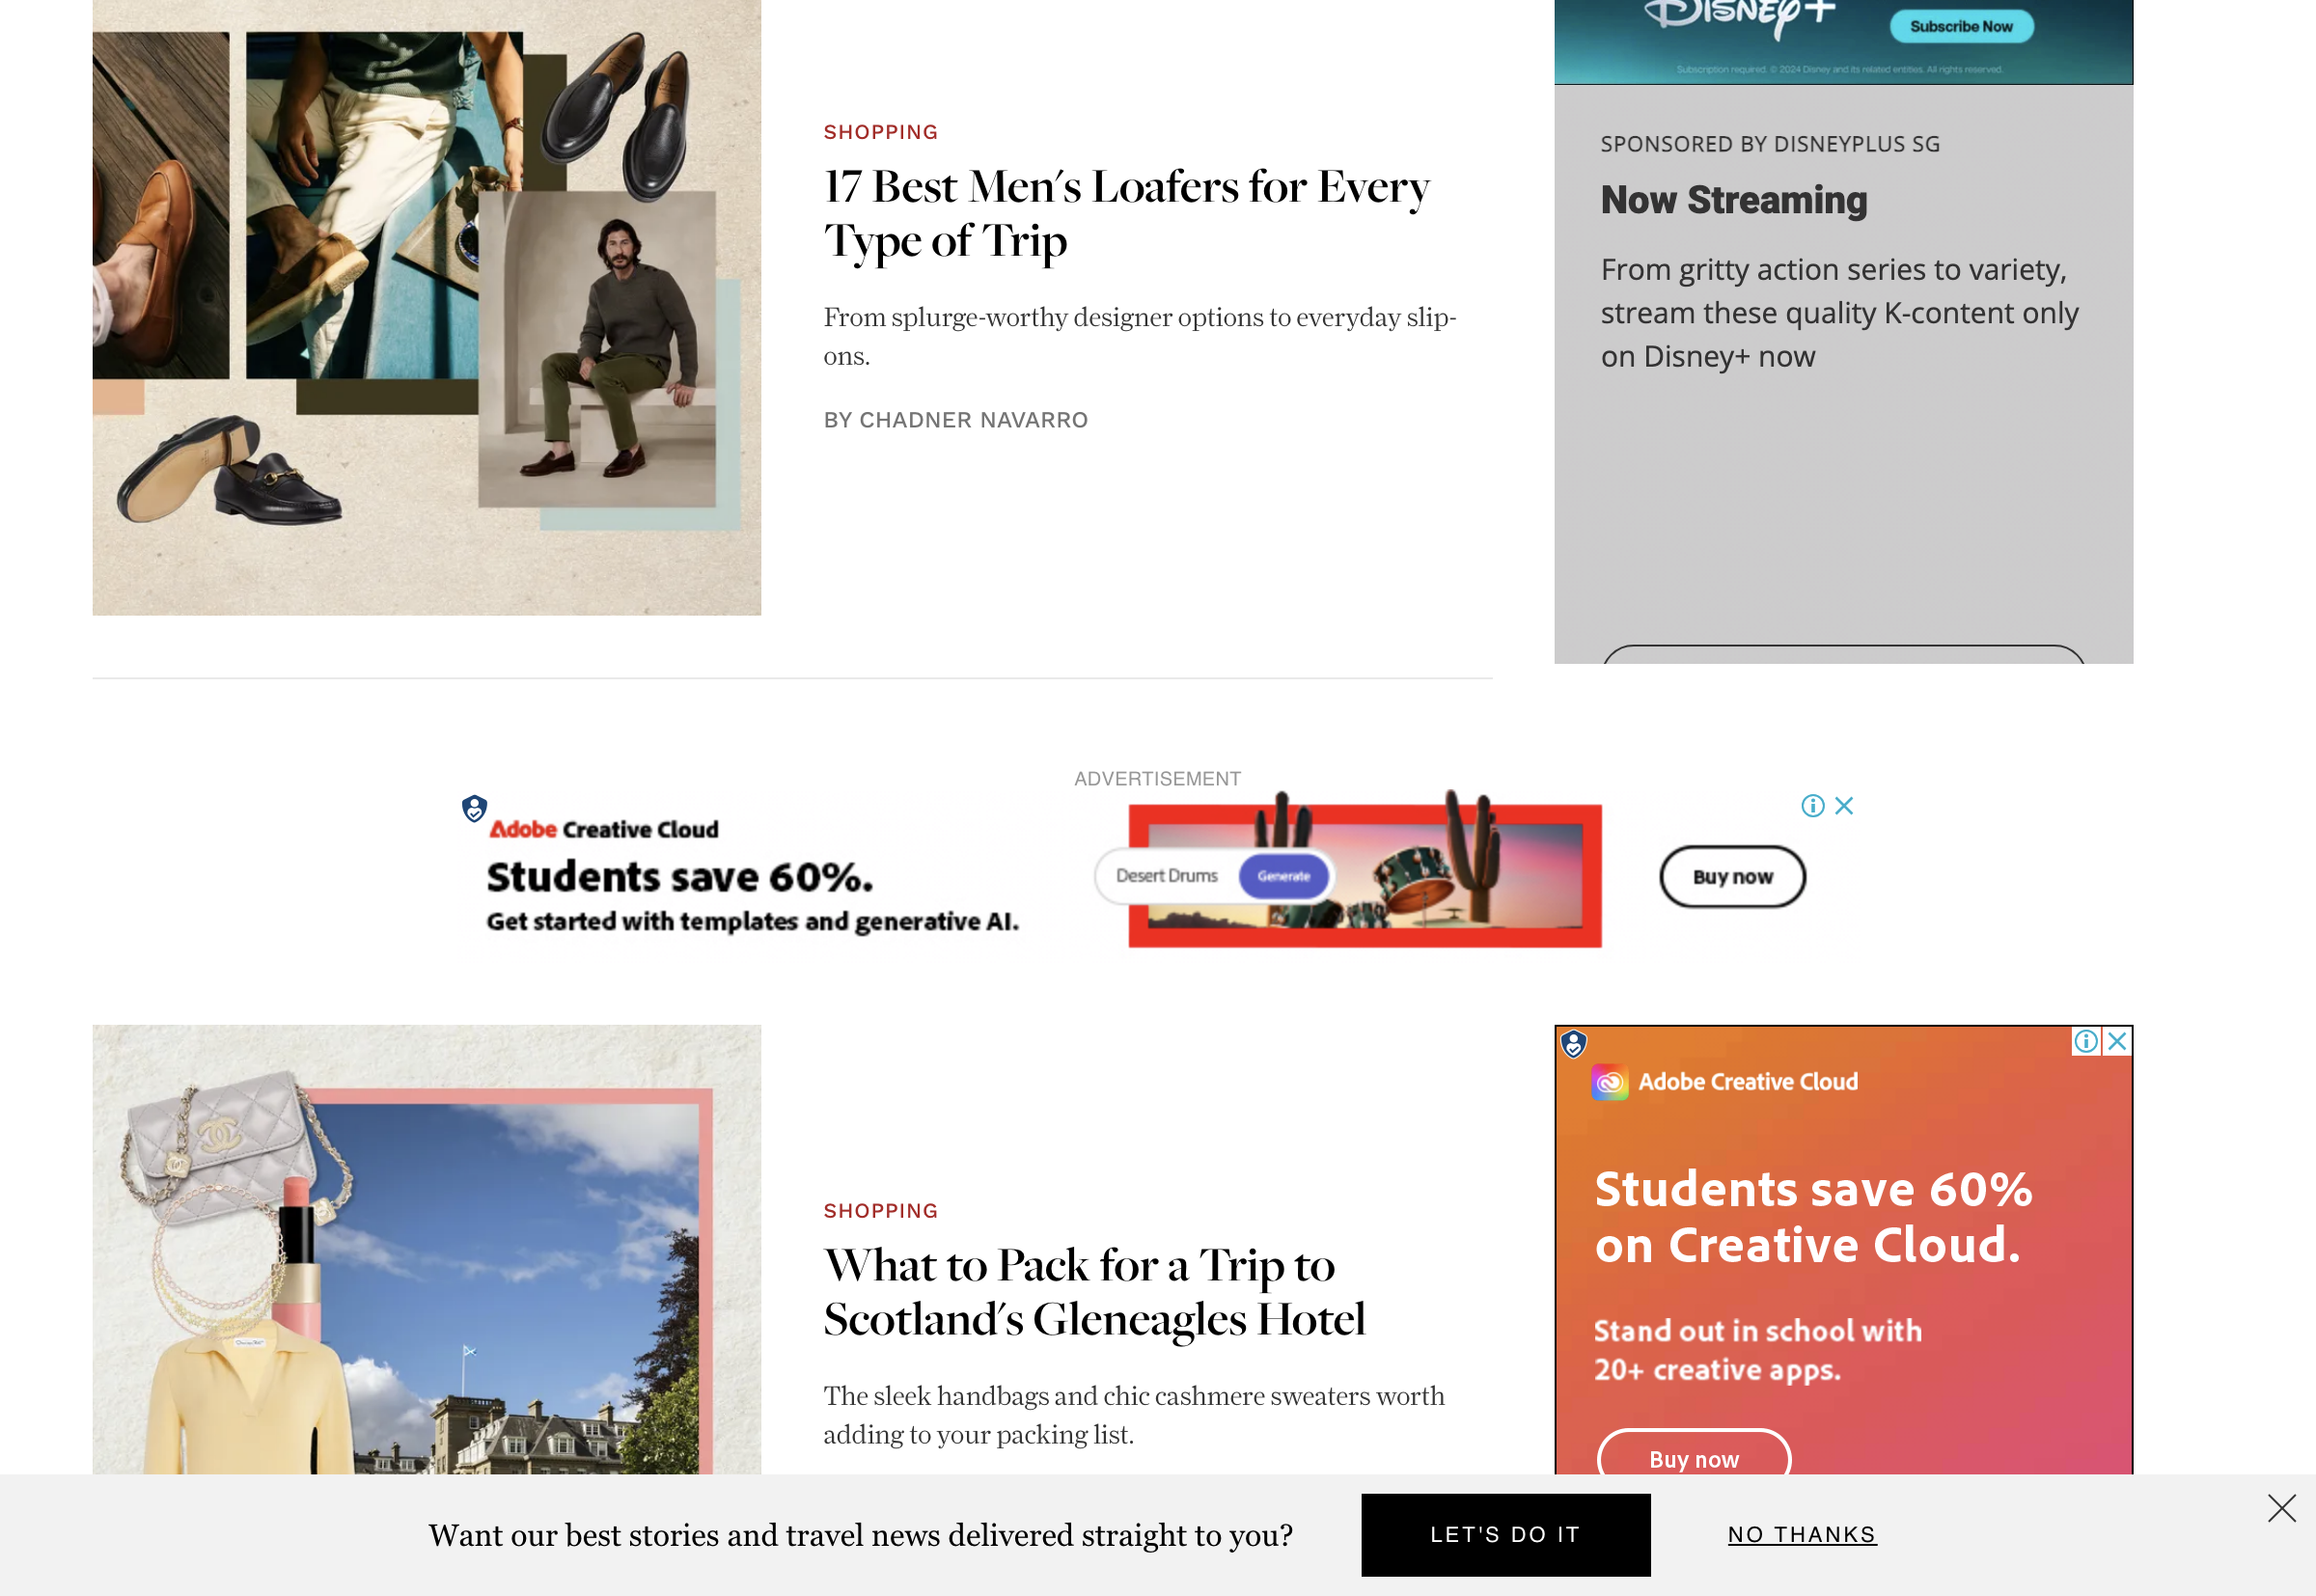 SHOPPING
17 Best Men's Loafers for Every
Type of Trip
From splurge-worthy designer options to everyday slip-
ons.
BY CHADNER NAVARRO
DISNEY+
Subscribe Now
Subscription required. © 2024 Disney and its related entities. All rights reserved.
SPONSORED BY DISNEYPLUS SG
Now Streaming
From gritty action series to variety,
stream these quality K-content only
on Disney+ now
ADVERTISEMENT
Adobe Creative Cloud
Students save 60%.
Get started with templates and generative AI.
Desert Drums
Generate
Buy now
SHOPPING
What to Pack for a Trip to
Scotland's Gleneagles Hotel
The sleek handbags and chic cashmere sweaters worth
adding to your packing list.
Adobe Creative Cloud
Students save 60%
on Creative Cloud.
Stand out in school with
20+ creative apps.
Buy now
Want our best stories and travel news delivered straight to you?
LET'S DO IT
NO THANKS